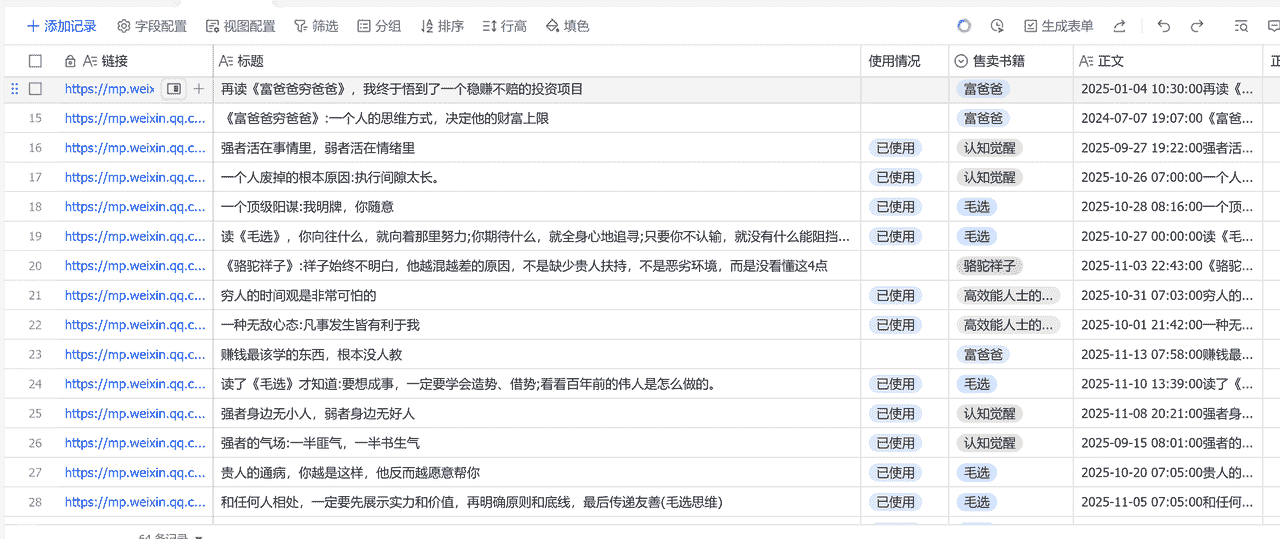 添加记录 字段配置 视图配置 筛选 分组 排序 行高 填色 生成表单
链接 标题 使用情况 售卖书籍 正文
https://mp.weix 再读《富爸爸穷爸爸》，我终于悟到了一个稳赚不赔的投资项目 富爸爸 2025-01-04 10:30:00再读《...
15 https://mp.weixin.qq.c... 《富爸爸穷爸爸》:一个人的思维方式，决定他的财富上限 富爸爸 2024-07-07 19:07:00《富爸...
16 https://mp.weixin.qq.c... 强者活在事情里，弱者活在情绪里 已使用 认知觉醒 2025-09-27 19:22:00强者活...
17 https://mp.weixin.qq.c... 一个人废掉的根本原因:执行间隙太长。 已使用 认知觉醒 2025-10-26 07:00:00一个人...
18 https://mp.weixin.qq.c... 一个顶级阳谋:我明牌，你随意 已使用 毛选 2025-10-28 08:16:00一个顶...
19 https://mp.weixin.qq.c... 读《毛选》，你向往什么，就向着那里努力;你期待什么，就全身心地追寻;只要你不认输，就没有什么能阻挡... 已使用 毛选 2025-10-27 00:00:00读《毛...
20 https://mp.weixin.qq.c... 《骆驼祥子》:祥子始终不明白，他越混越差的原因，不是缺少贵人扶持，不是恶劣环境，而是没看懂这4点 骆驼祥子 2025-11-03 22:43:00《骆驼...
21 https://mp.weixin.qq.c... 穷人的时间观是非常可怕的 已使用 高效能人士的... 2025-10-31 07:03:00穷人的...
22 https://mp.weixin.qq.c... 一种无敌心态:凡事发生皆有利于我 已使用 高效能人士的... 2025-10-01 21:42:00一种无...
23 https://mp.weixin.qq.c... 赚钱最该学的东西，根本没人教 富爸爸 2025-11-13 07:58:00赚钱最...
24 https://mp.weixin.qq.c... 读了《毛选》才知道:要想成事，一定要学会造势、借势;看看百年前的伟人是怎么做的。 已使用 毛选 2025-11-10 13:39:00读了《...
25 https://mp.weixin.qq.c... 强者身边无小人，弱者身边无好人 已使用 认知觉醒 2025-11-08 20:21:00强者身...
26 https://mp.weixin.qq.c... 强者的气场:一半匪气，一半书生气 已使用 认知觉醒 2025-09-15 08:01:00强者的...
27 https://mp.weixin.qq.c... 贵人的通病，你越是这样，他反而越愿意帮你 已使用 毛选 2025-10-20 07:05:00贵人的...
28 https://mp.weixin.qq.c... 和任何人相处，一定要先展示实力和价值，再明确原则和底线，最后传递友善(毛选思维) 已使用 毛选 2025-11-05 07:05:00和任何...
64 条记录